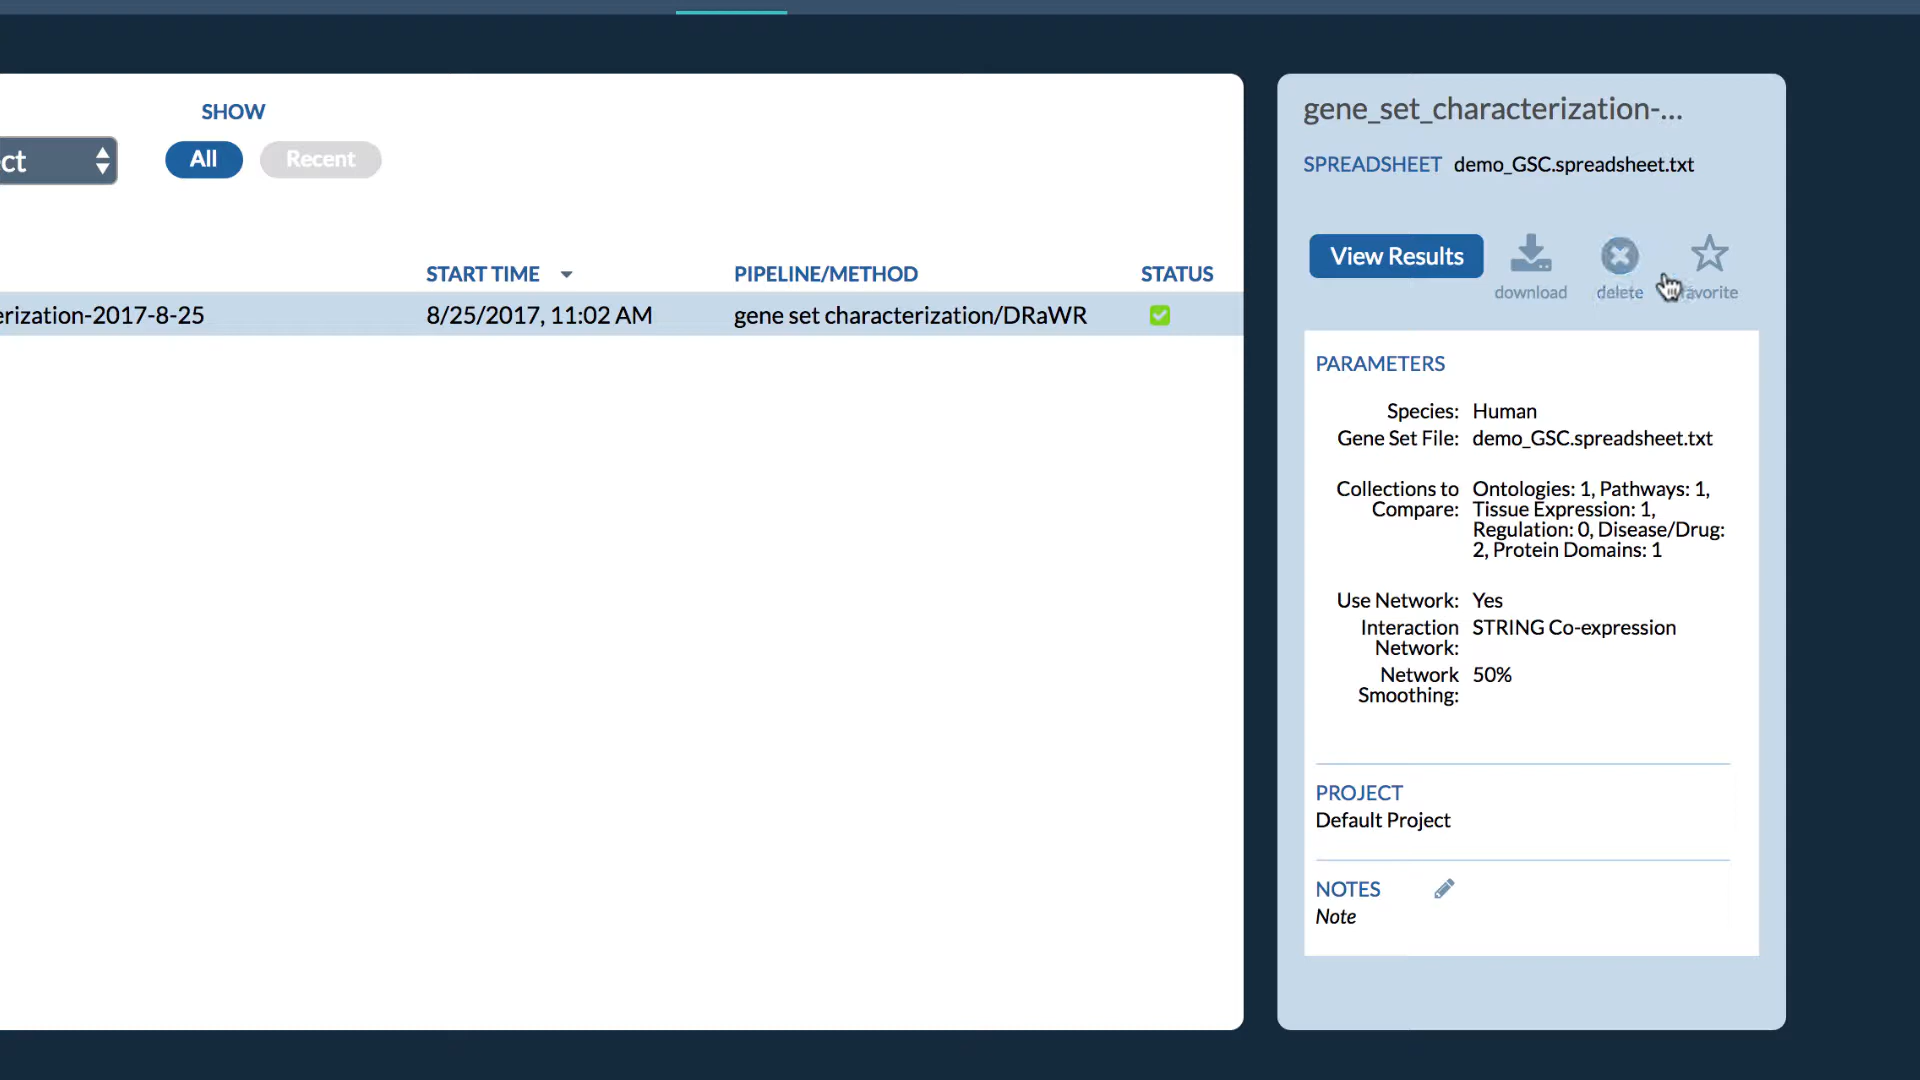 SHOW
ct
All
Recent
START TIME
PIPELINE/METHOD
STATUS
erization-2017-8-25
8/25/2017, 11:02 AM
gene set characterization/DRaWR
gene_set_characterization-...
SPREADSHEET demo_GSC.spreadsheet.txt
View Results
download
delete
favorite
PARAMETERS
Species: Human
Gene Set File: demo_GSC.spreadsheet.txt
Collections to Ontologies: 1, Pathways: 1,
Compare: Tissue Expression: 1,
Regulation: 0, Disease/Drug:
2, Protein Domains: 1
Use Network: Yes
Interaction STRING Co-expression
Network:
Network 50%
Smoothing:
PROJECT
Default Project
NOTES
Note